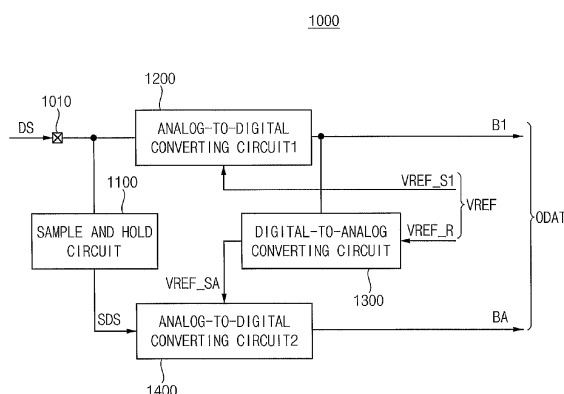 1000
1200
1010
DS
ANALOG-TO-DIGITAL
CONVERTING CIRCUIT1
B1
1100
VREF_S1
VREF
ODAT
SAMPLE AND HOLD
CIRCUIT
DIGITAL-TO-ANALOG
CONVERTING CIRCUIT
VREF_R
VREF_SA
1300
SDS
ANALOG-TO-DIGITAL
CONVERTING CIRCUIT2
BA
1400